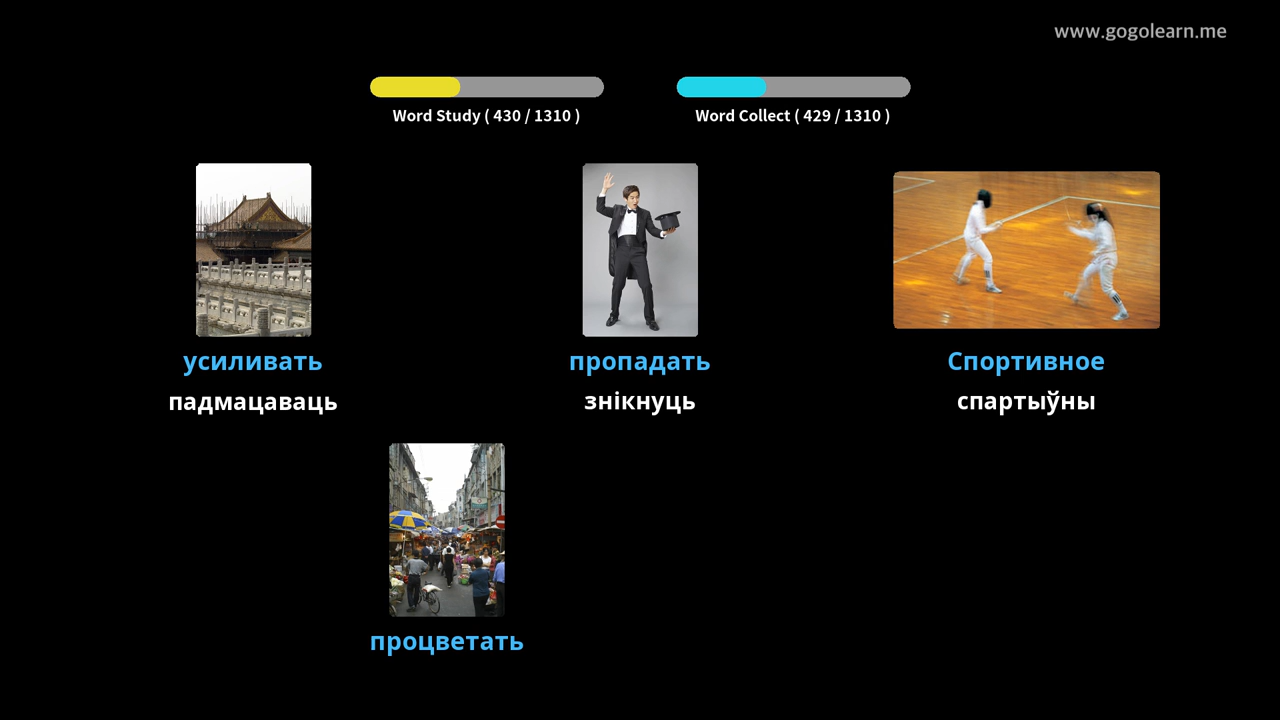 www.gogolearn.me
Word Study ( 430 / 1310 )
Word Collect ( 429 / 1310 )
усиливать
пропадать
Спортивное
падмацаваць
знікнуць
спартыўны
процветать